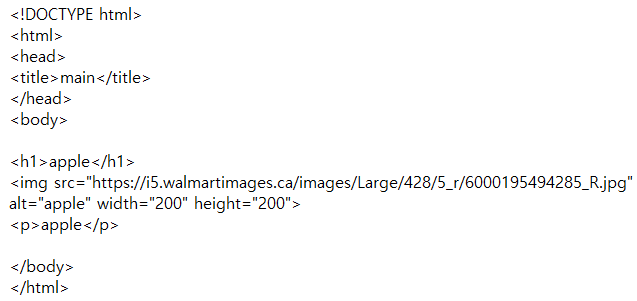 <!DOCTYPE html>
<html>
<head>
<title>main</title>
</head>
<body>
<h1>apple</h1>
<img src="https://i5.walmartimages.ca/images/Large/428/5_r/6000195494285_R.jpg"
alt="apple" width="200" height="200">
<p>apple</p>
</body>
</html>